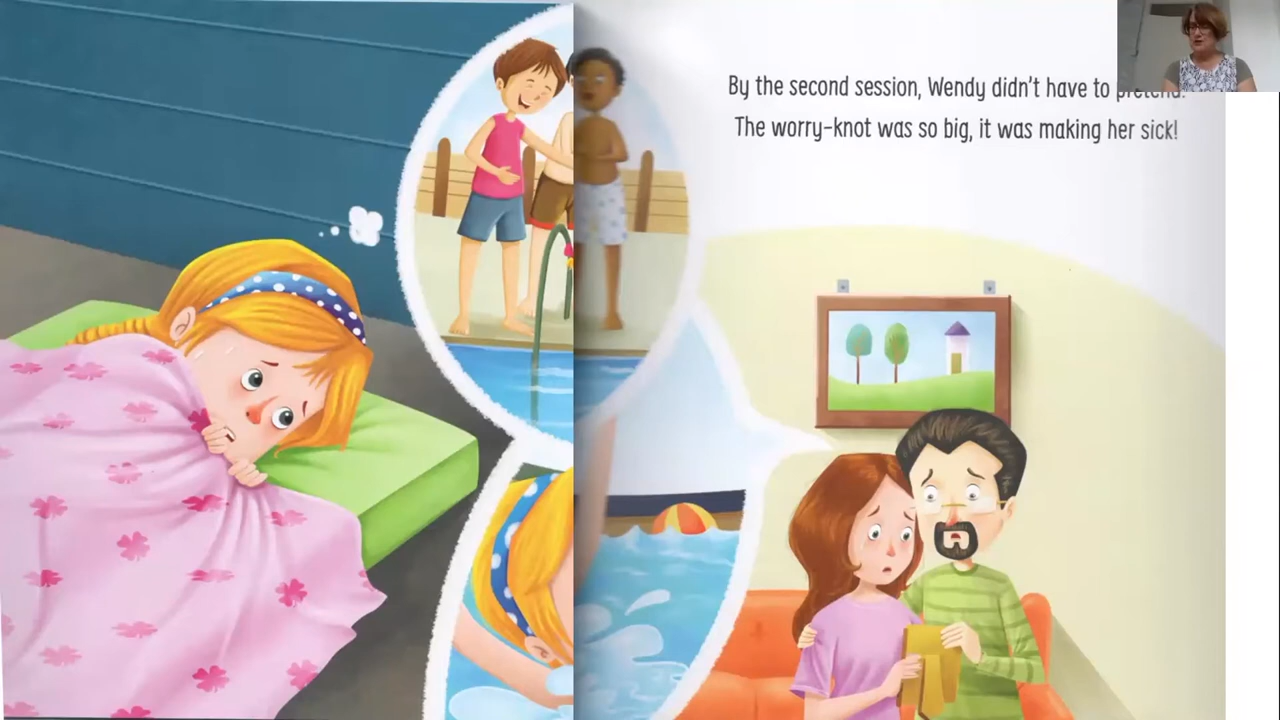 By the second session, Wendy didn't have to pretend.
The worry-knot was so big, it was making her sick!